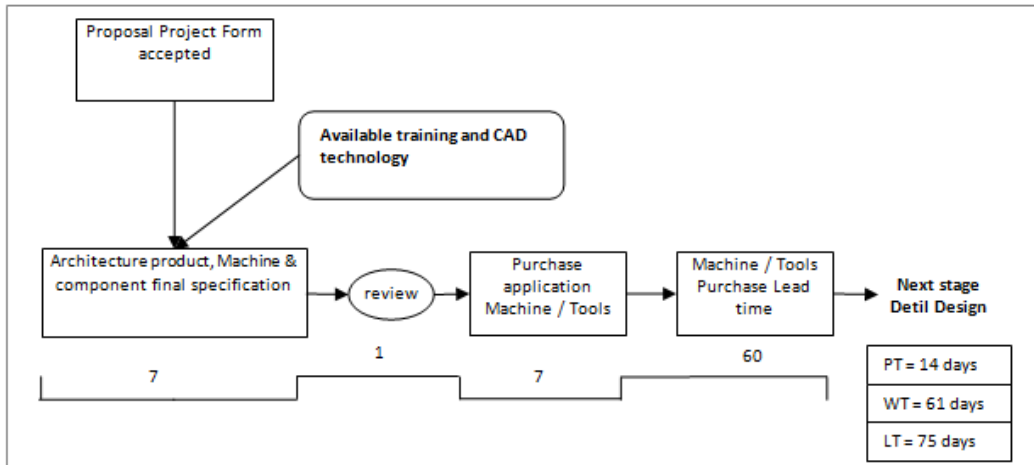 Proposal Project Form
accepted
Available training and CAD
technology
Architecture product, Machine &
component final specification
review
Purchase
application
Machine / Tools
Machine / Tools
Purchase Lead
time
Next stage
Detil Design
7
1
7
60
PT = 14 days
WT = 61 days
LT = 75 days